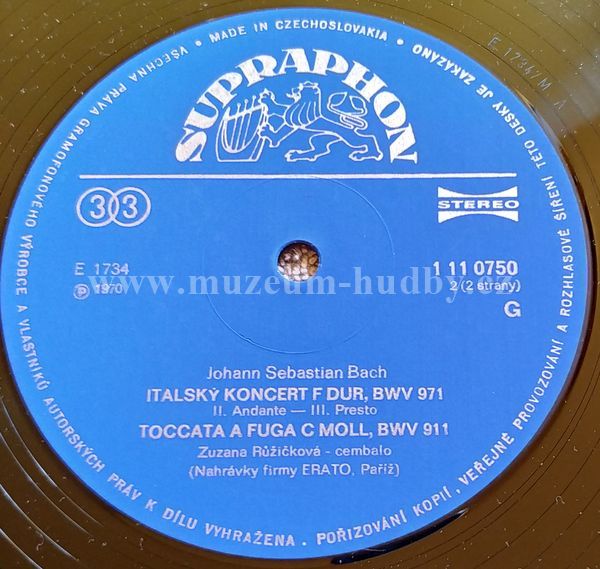 VŠECHNA PRÁVA GRAMOFONOVÉHO VÝROBCE A VLASTNÍKŮ AUTORSKÝCH PRÁV K DÍLU VYHRAŽENA. POŘIZOVÁNÍ KOPIÍ, VEŘEJNÉ PROVOZOVÁNÍ A ROZHLASOVÉ ŠÍŘENÍ TÉTO DESKY JE ZAKÁZÁNO
• MADE IN CZECHOSLOVAKIA •
E 17347 M A
SUPRAPHON
33
STEREO
E 1734
1 11 0750
℗ 1970
2 (2 strany)
G
www.muzeum-hudby.cz
Johann Sebastian Bach
ITALSKÝ KONCERT F DUR, BWV 971
II. Andante — III. Presto
TOCCATA A FUGA C MOLL, BWV 911
Zuzana Růžičková - cembalo
(Nahrávky firmy ERATO, Paříž)